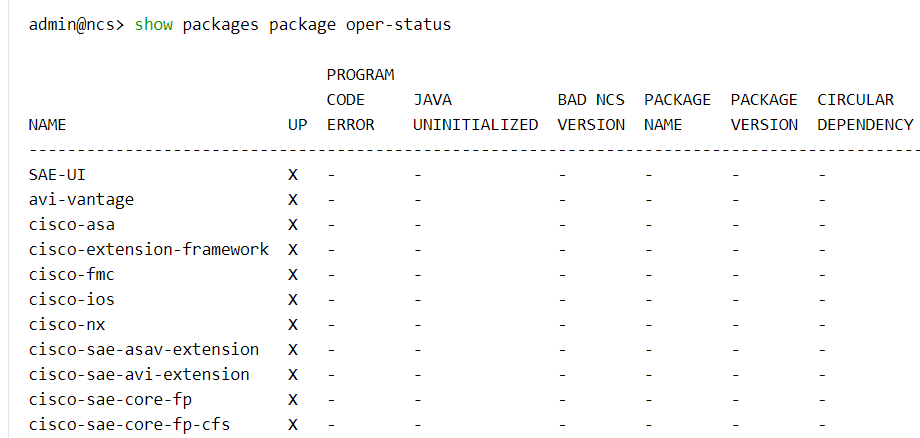 admin@ncs> show packages package oper-status
PROGRAM
CODE JAVA BAD NCS PACKAGE PACKAGE CIRCULAR
NAME UP ERROR UNINITIALIZED VERSION NAME VERSION DEPENDENCY
---------------------------------------------------------------------------------------------
SAE-UI X - - - - - -
avi-vantage X - - - - - -
cisco-asa X - - - - - -
cisco-extension-framework X - - - - - -
cisco-fmc X - - - - - -
cisco-ios X - - - - - -
cisco-nx X - - - - - -
cisco-sae-asav-extension X - - - - - -
cisco-sae-avi-extension X - - - - - -
cisco-sae-core-fp X - - - - - -
cisco-sae-core-fp-cfs X - - - - - -